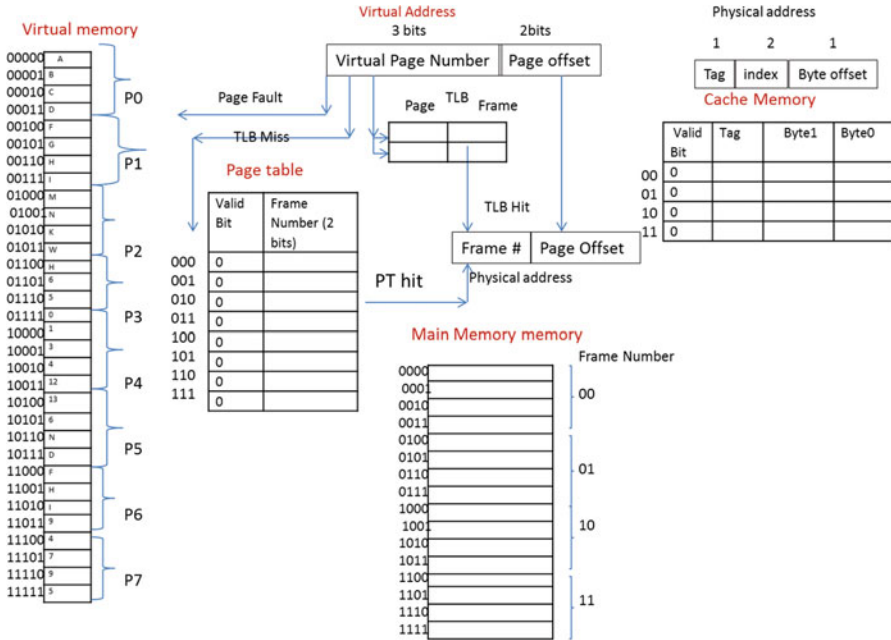 Virtual memory
00000 A
00001 B
00010 C
00011 D
P0
00100 F
00101 G
00110 H
00111 I
P1
01000 M
01001 N
01010 K
01011 W
P2
01100 H
01101 6
01110 5
01111 0
P3
10000 1
10001 3
10010 4
10011 12
P4
10100 13
10101 6
10110 N
10111 D
P5
11000 F
11001 H
11010 I
11011 9
P6
11100 4
11101 7
11110 9
11111 5
P7
Virtual Address
3 bits 2bits
Virtual Page Number Page offset
Page Fault
TLB Miss
Page TLB Frame
TLB Hit
Page table
Valid Bit Frame Number (2 bits)
000 0
001 0
010 0
011 0
100 0
101 0
110 0
111 0
PT hit
Frame # Page Offset
Physical address
Physical address
1 2 1
Tag index Byte offset
Cache Memory
Valid Bit Tag Byte1 Byte0
00 0
01 0
10 0
11 0
Main Memory memory
Frame Number
0000
0001
0010
0011
00
0100
0101
0110
0111
01
1000
1001
1010
1011
10
1100
1101
1110
1111
11